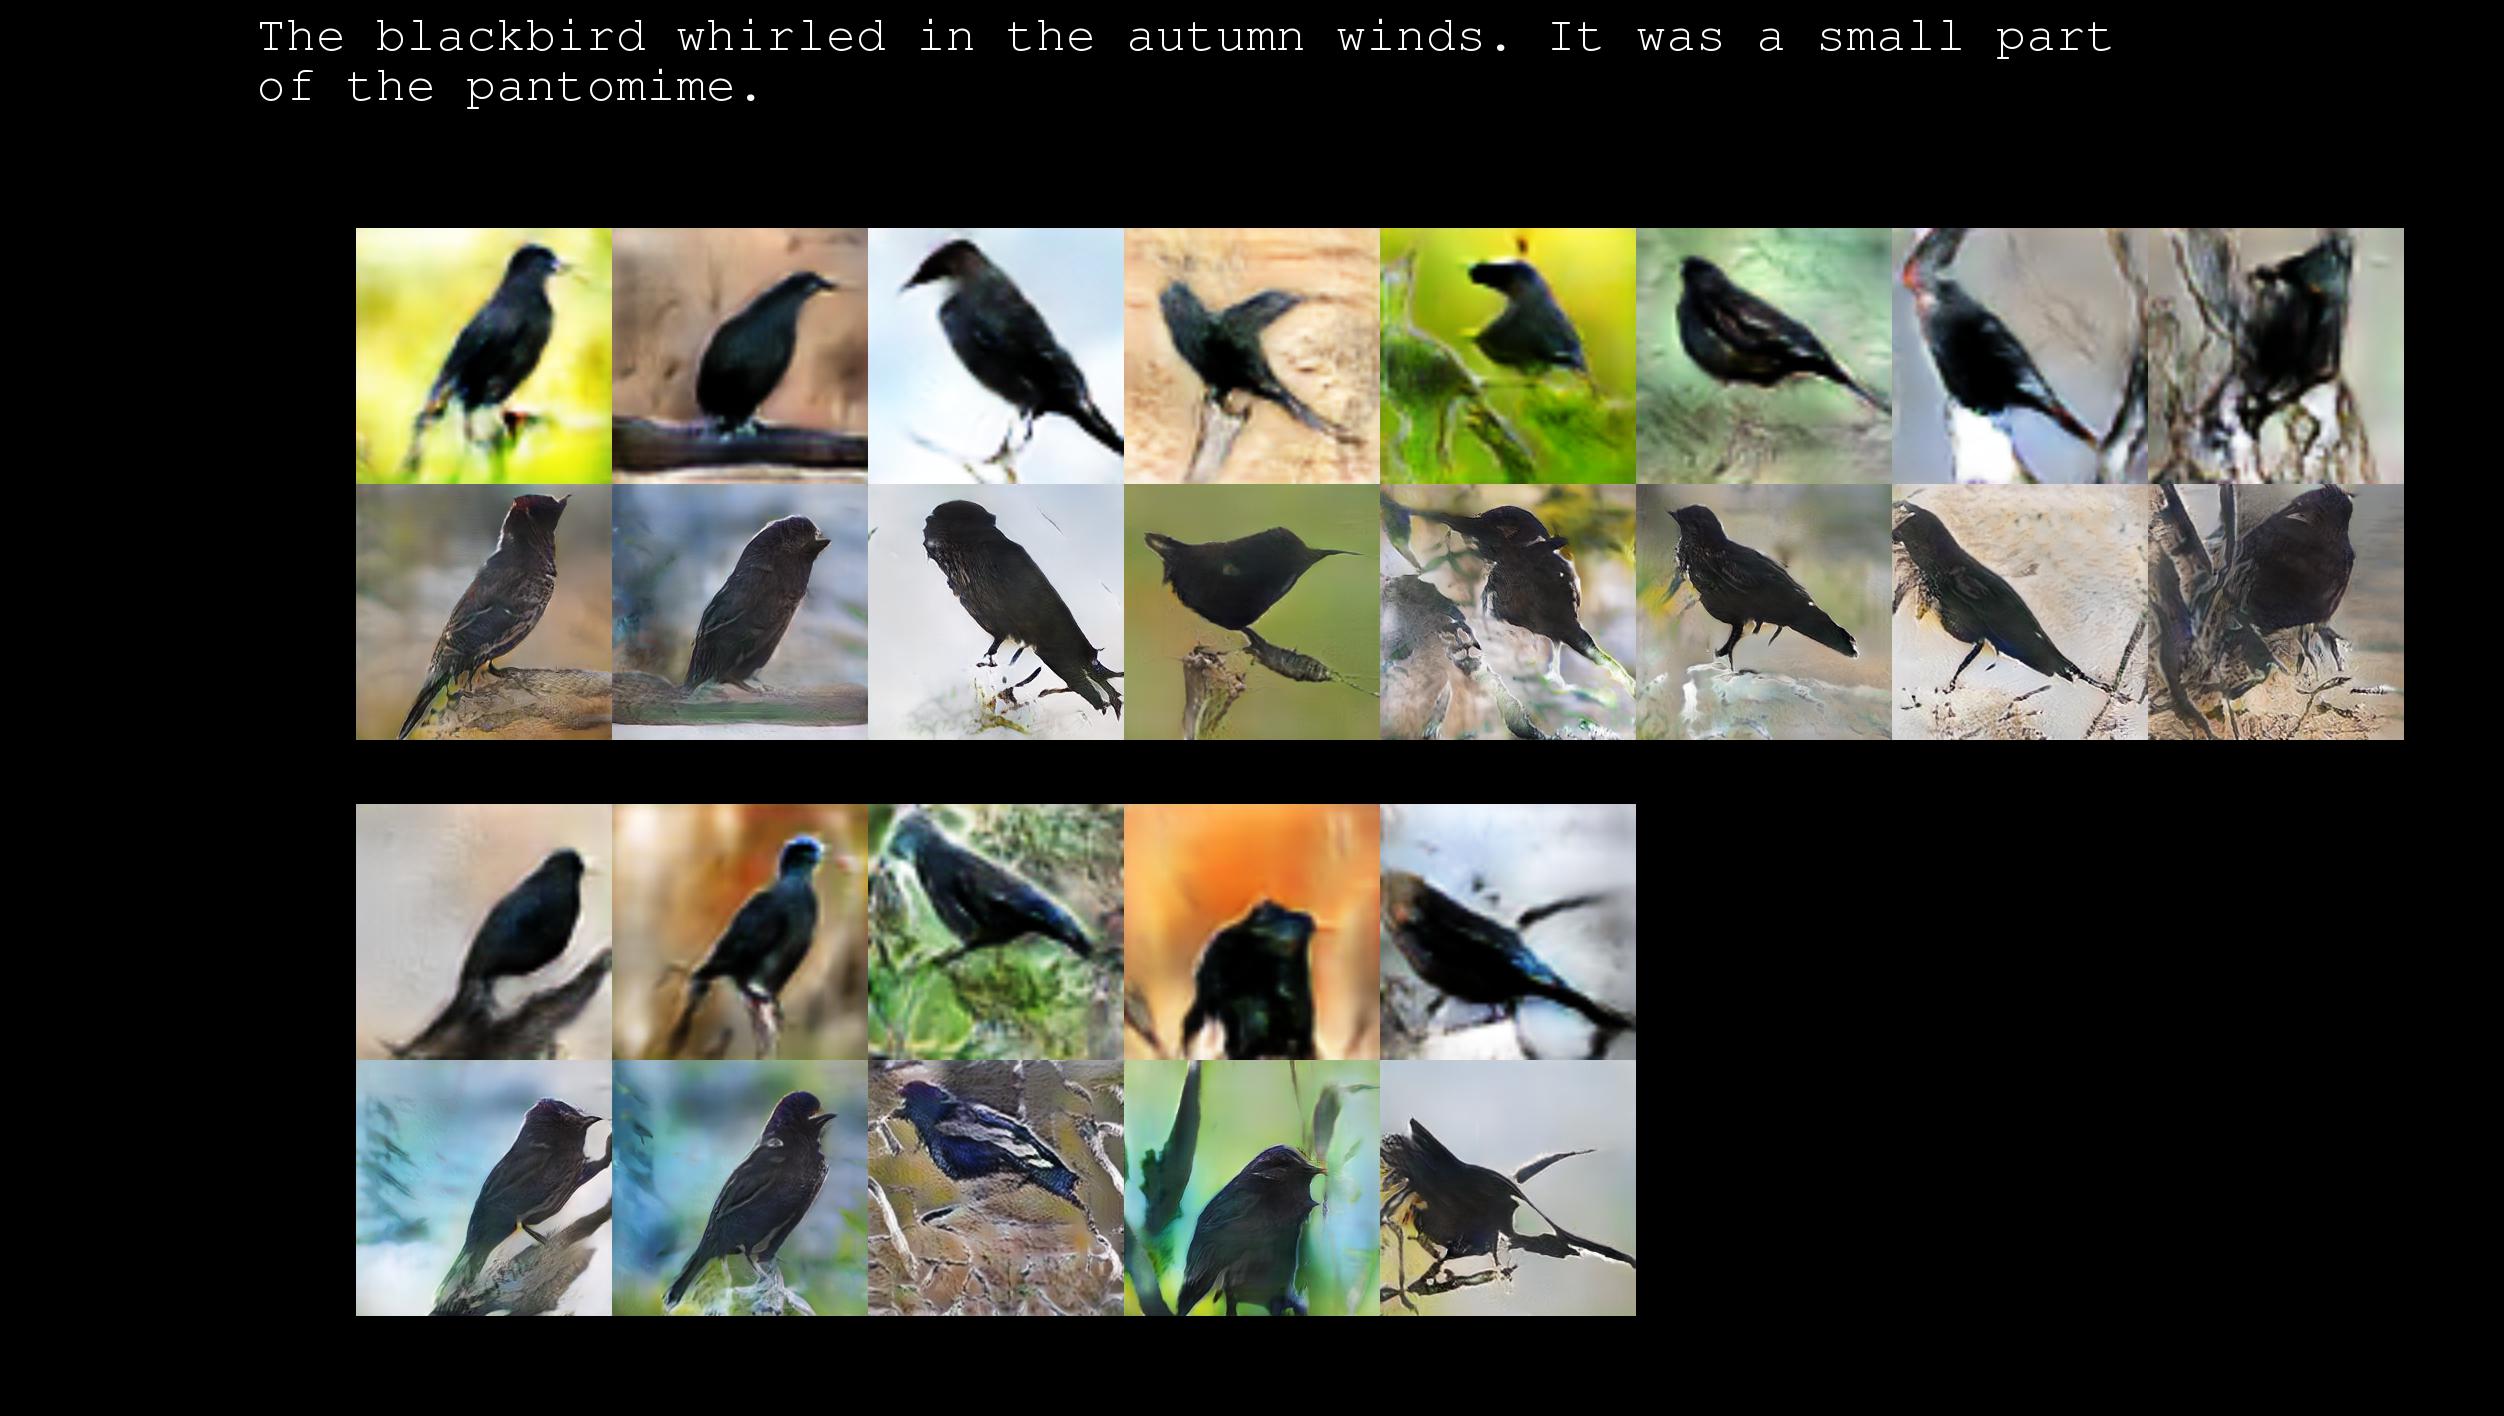 The blackbird whirled in the autumn winds. It was a small part
of the pantomime.